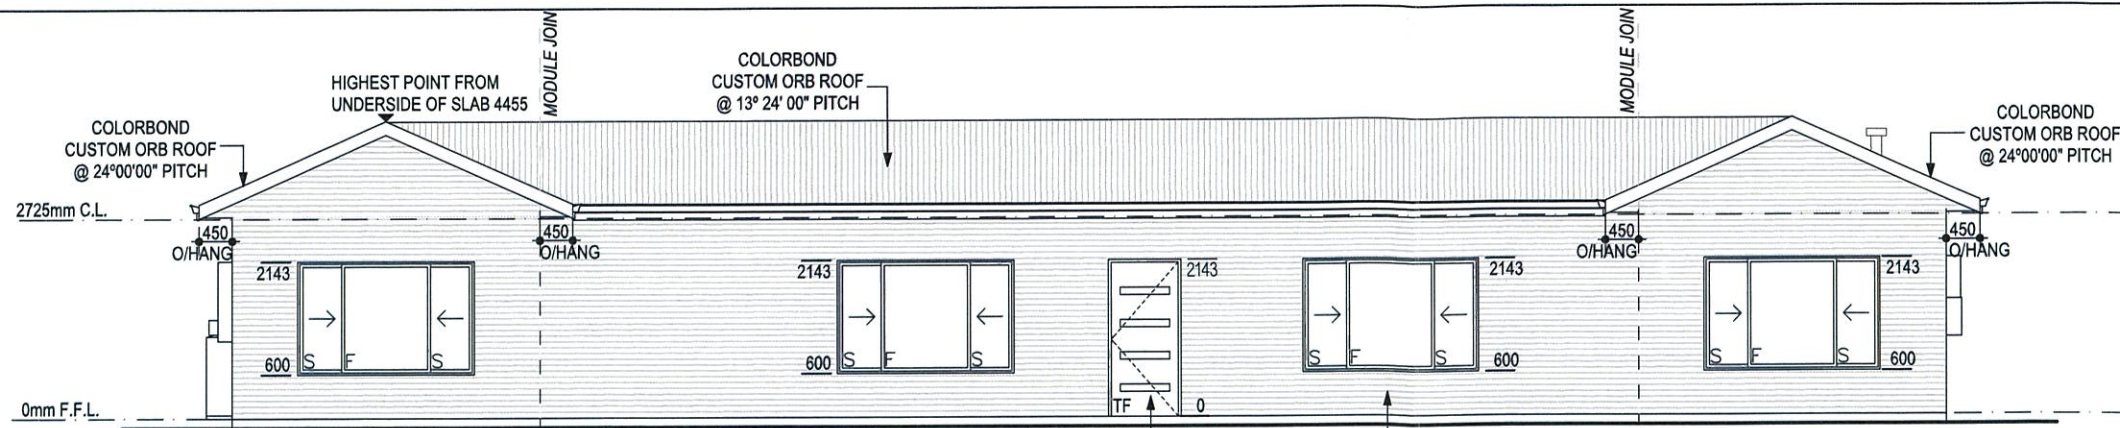 MODULE JOIN
MODULE JOIN
COLORBOND
CUSTOM ORB ROOF
@ 13° 24' 00" PITCH
HIGHEST POINT FROM
UNDERSIDE OF SLAB 4455
COLORBOND
CUSTOM ORB ROOF
@ 24°00'00" PITCH
COLORBOND
CUSTOM ORB ROOF
@ 24°00'00" PITCH
2725mm C.L.
450
O/HANG
450
O/HANG
450
O/HANG
450
O/HANG
2143
2143
2143
2143
2143
S F S
S F S
S F S
S F S
600
600
600
600
TF
0
0mm F.F.L.